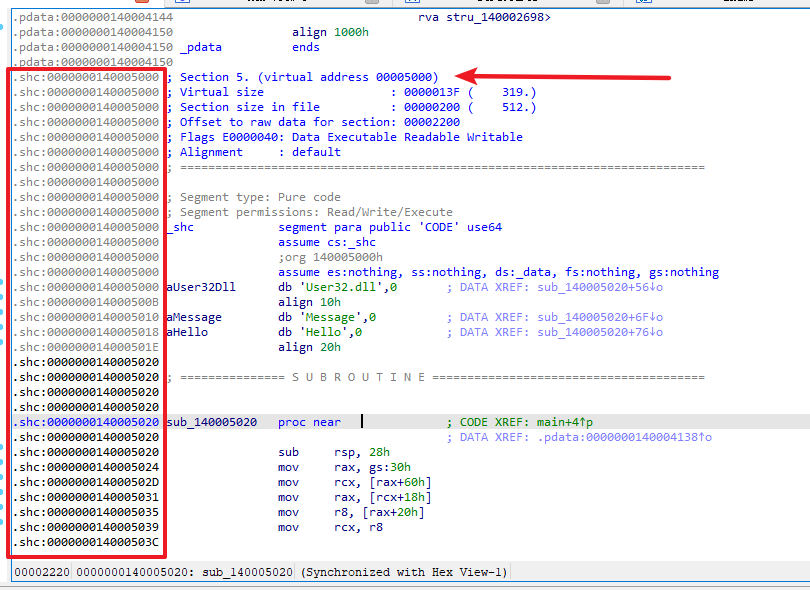 .pdata:0000000140004144 rva stru_140002698>
.pdata:0000000140004150 align 1000h
.pdata:0000000140004150 _pdata ends
.pdata:0000000140004150
.shc:0000000140005000 ; Section 5. (virtual address 00005000)
.shc:0000000140005000 ; Virtual size : 0000013F ( 319.)
.shc:0000000140005000 ; Section size in file : 00000200 ( 512.)
.shc:0000000140005000 ; Offset to raw data for section: 00002200
.shc:0000000140005000 ; Flags E0000040: Data Executable Readable Writable
.shc:0000000140005000 ; Alignment : default
.shc:0000000140005000 ; ===========================================================================
.shc:0000000140005000
.shc:0000000140005000 ; Segment type: Pure code
.shc:0000000140005000 ; Segment permissions: Read/Write/Execute
.shc:0000000140005000 _shc segment para public 'CODE' use64
.shc:0000000140005000 assume cs:_shc
.shc:0000000140005000 ;org 140005000h
.shc:0000000140005000 assume es:nothing, ss:nothing, ds:_data, fs:nothing, gs:nothing
.shc:0000000140005000 aUser32Dll db 'User32.dll',0 ; DATA XREF: sub_140005020+56↓o
.shc:000000014000500B align 10h
.shc:0000000140005010 aMessage db 'Message',0 ; DATA XREF: sub_140005020+6F↓o
.shc:0000000140005018 aHello db 'Hello',0 ; DATA XREF: sub_140005020+76↓o
.shc:000000014000501E align 20h
.shc:0000000140005020
.shc:0000000140005020 ; =============== S U B R O U T I N E =======================================
.shc:0000000140005020
.shc:0000000140005020
.shc:0000000140005020 sub_140005020 proc near ; CODE XREF: main+4↑p
.shc:0000000140005020 ; DATA XREF: .pdata:0000000140004138↑o
.shc:0000000140005020 sub rsp, 28h
.shc:0000000140005024 mov rax, gs:30h
.shc:000000014000502D mov rcx, [rax+60h]
.shc:0000000140005031 mov rax, [rcx+18h]
.shc:0000000140005035 mov r8, [rax+20h]
.shc:0000000140005039 mov rcx, r8
.shc:000000014000503C
00002220 0000000140005020: sub_140005020 (Synchronized with Hex View-1)